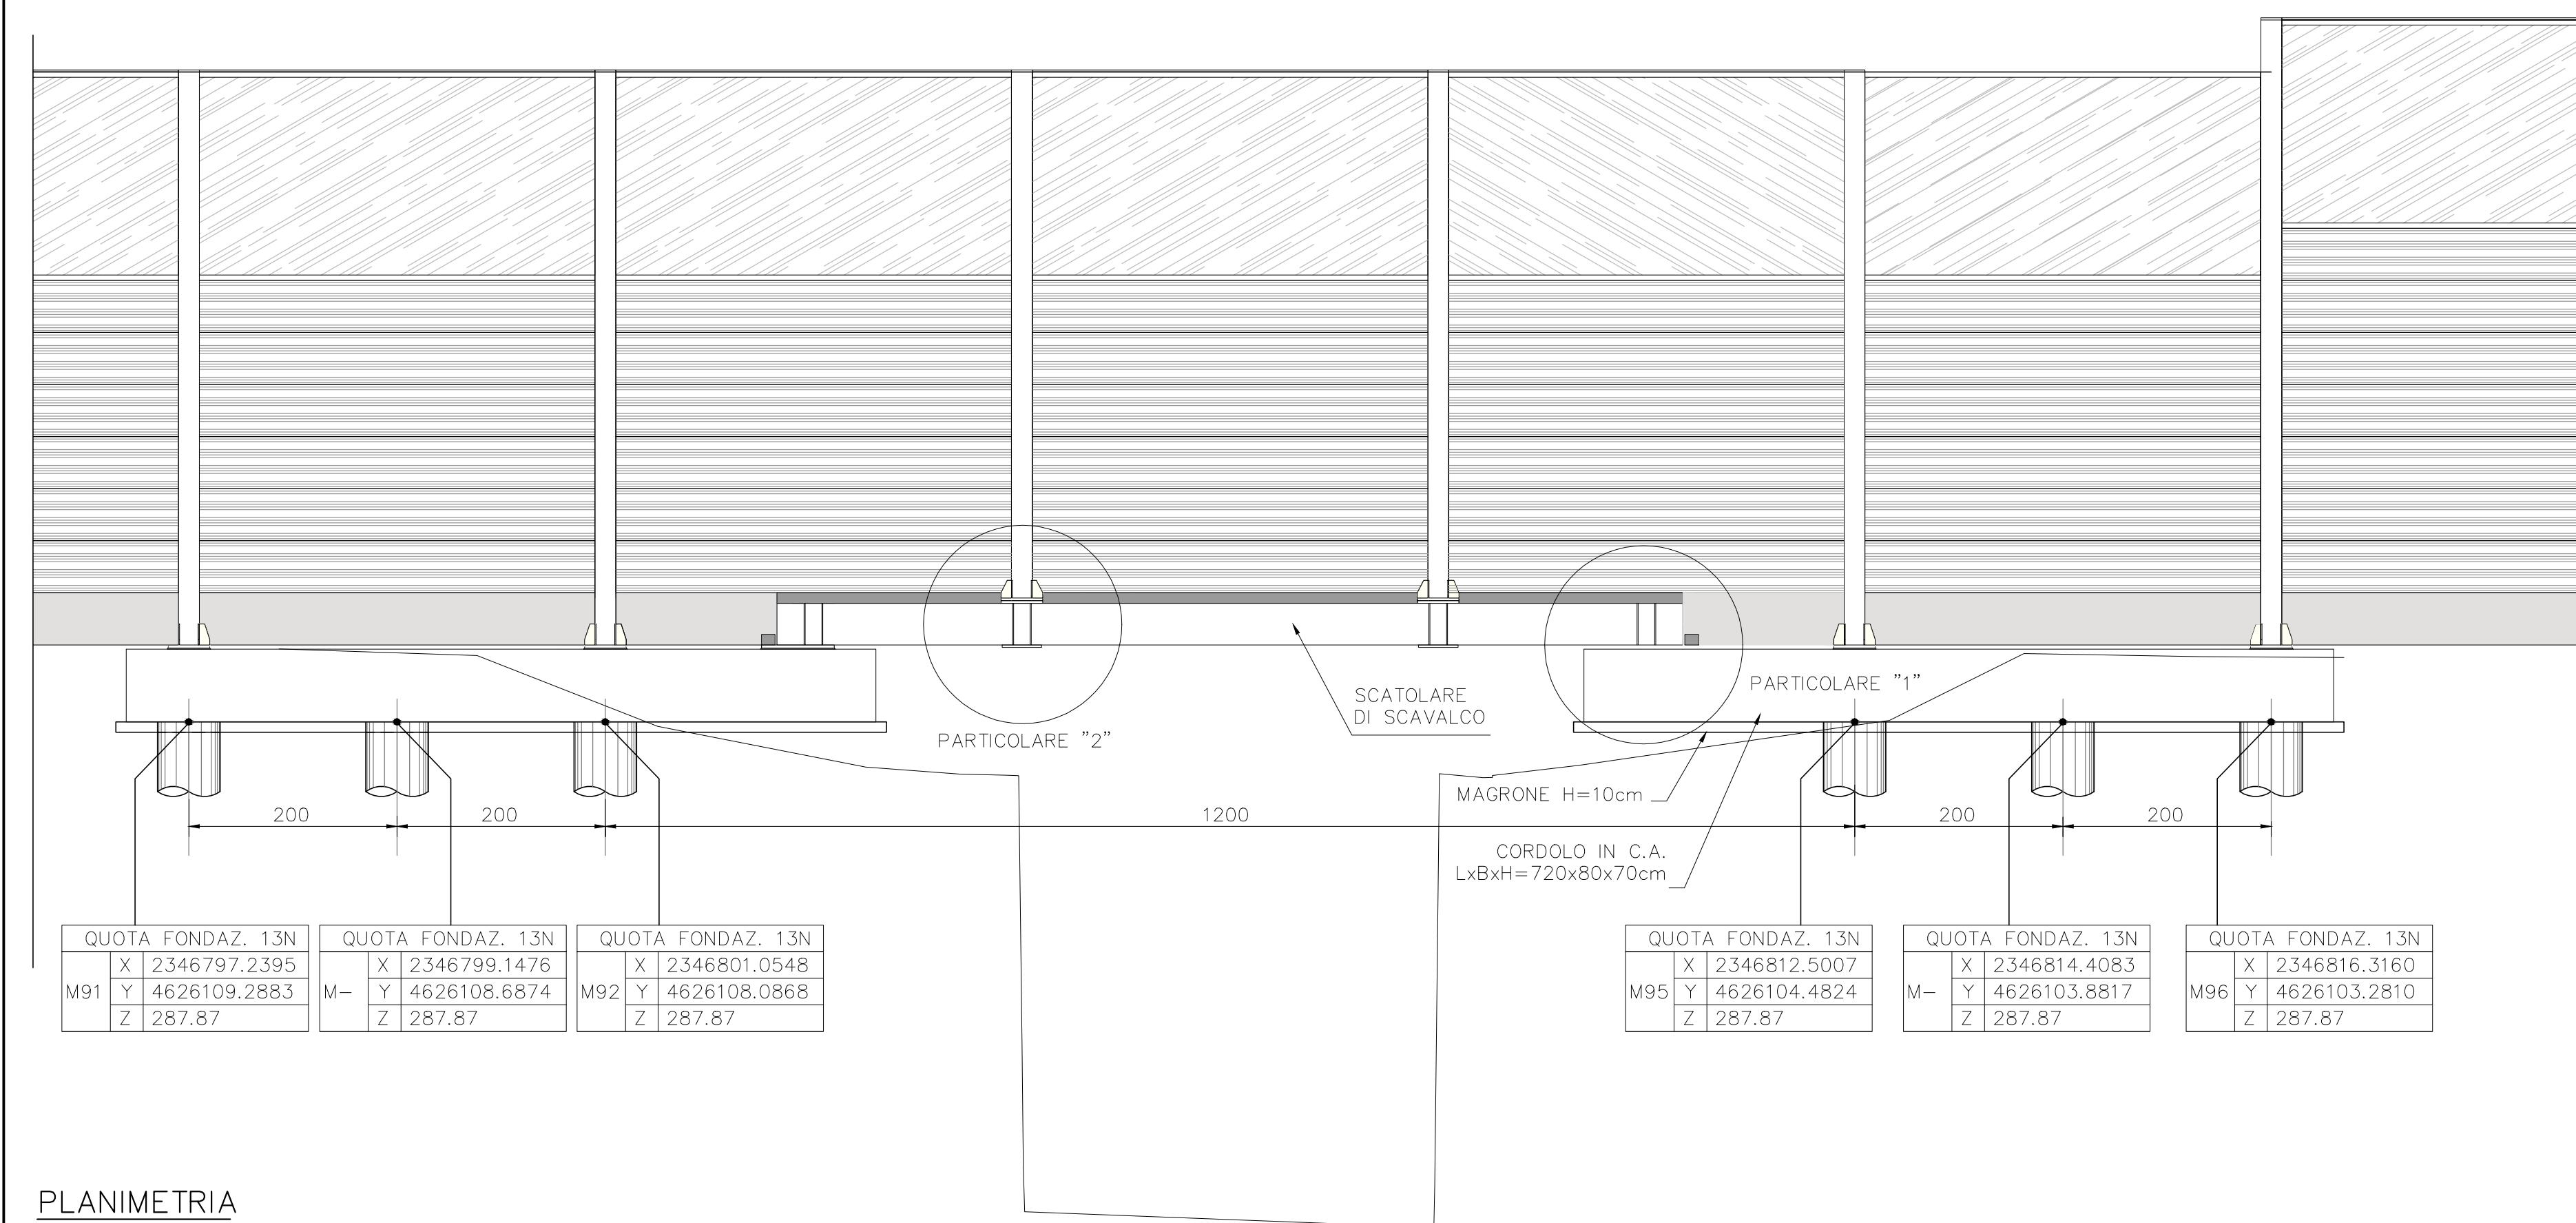 PARTICOLARE "1"
SCATOLARE
DI SCAVALCO
PARTICOLARE "2"
MAGRONE H=10cm
200
200
1200
200
200
CORDOLO IN C.A.
LxBxH=720x80x70cm
QUOTA FONDAZ. 13N
M91
X 2346797.2395
Y 4626109.2883
Z 287.87
QUOTA FONDAZ. 13N
M-
X 2346799.1476
Y 4626108.6874
Z 287.87
QUOTA FONDAZ. 13N
M92
X 2346801.0548
Y 4626108.0868
Z 287.87
QUOTA FONDAZ. 13N
M95
X 2346812.5007
Y 4626104.4824
Z 287.87
QUOTA FONDAZ. 13N
M-
X 2346814.4083
Y 4626103.8817
Z 287.87
QUOTA FONDAZ. 13N
M96
X 2346816.3160
Y 4626103.2810
Z 287.87
PLANIMETRIA